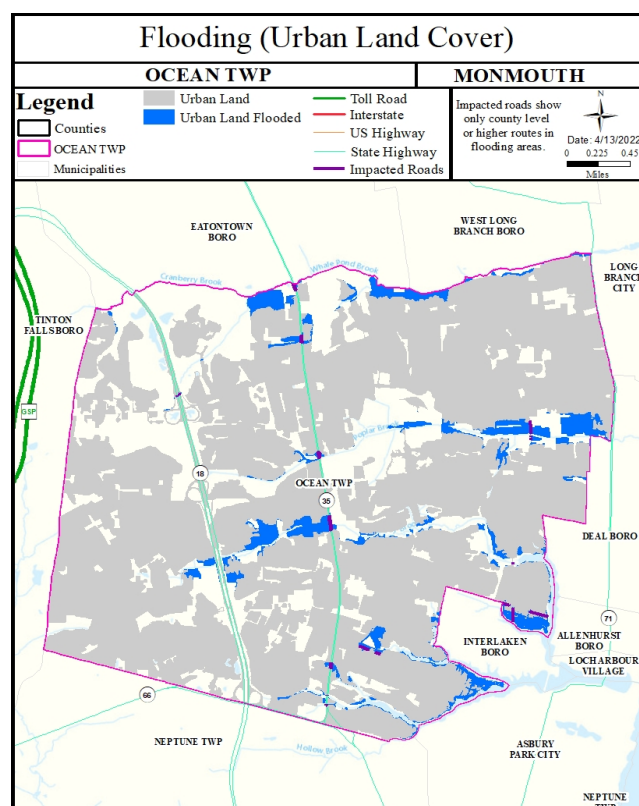 Flooding (Urban Land Cover)
OCEAN TWP
MONMOUTH
Legend
Counties
OCEAN TWP
Municipalities
Urban Land
Urban Land Flooded
Toll Road
Interstate
US Highway
State Highway
Impacted Roads
Impacted roads show
only county level
or higher routes in
flooding areas.
N
Date: 4/13/2022
0 0.225 0.45
Miles
EATONTOWN
BORO
WEST LONG
BRANCH BORO
LONG
BRANCH
CITY
Cranberry Brook
Whale Pond Brook
TINTON
FALLS BORO
GSP
18
OCEAN TWP
35
DEAL BORO
INTERLAKEN
BORO
ALLENHURST
BORO
71
LOCH ARBOUR
VILLAGE
66
NEPTUNE TWP
Hollow Brook
ASBURY
PARK CITY
NEPTUNE
TWP